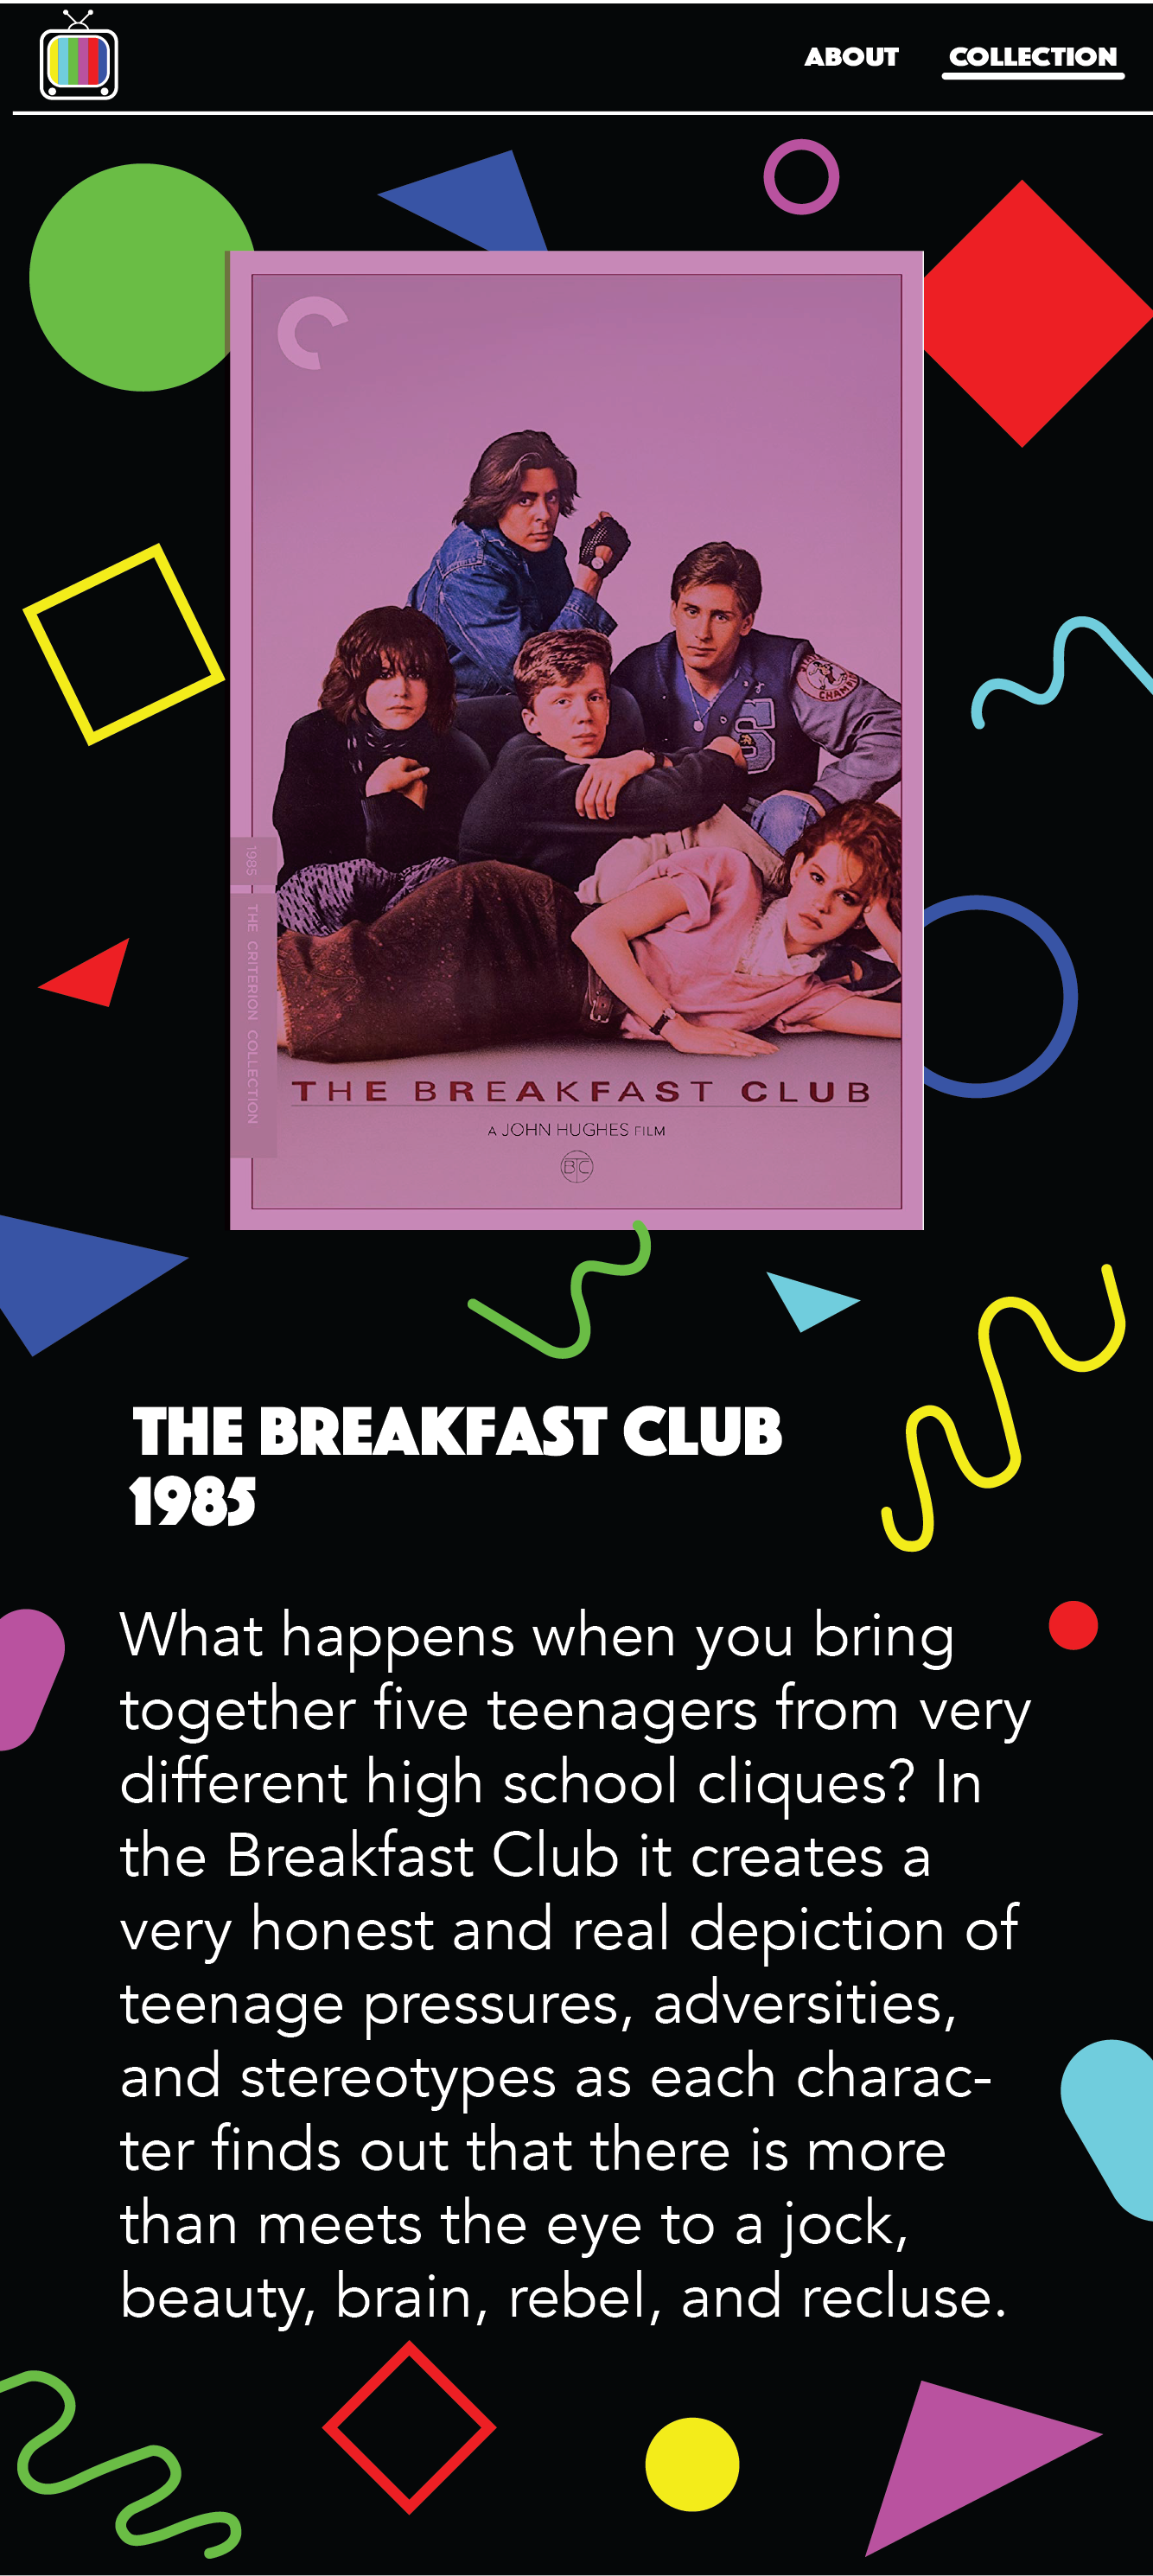 ABOUT COLLECTION
1985
THE CRITERION COLLECTION
CHAMP
S
THE BREAKFAST CLUB
A JOHN HUGHES FILM
BTC
THE BREAKFAST CLUB
1985
What happens when you bring
together five teenagers from very
different high school cliques? In
the Breakfast Club it creates a
very honest and real depiction of
teenage pressures, adversities,
and stereotypes as each charac-
ter finds out that there is more
than meets the eye to a jock,
beauty, brain, rebel, and recluse.